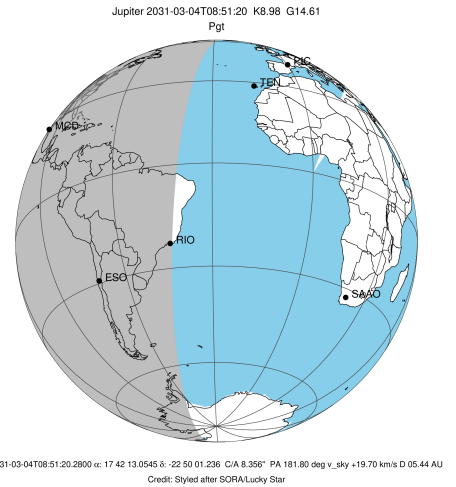 Jupiter 2031-03-04T08:51:20 K8.98 G14.61
Pgt
PIC
TEN
MCD
RIO
ESO
SAAO
31-03-04T08:51:20.2800 α: 17 42 13.0545 δ: -22 50 01.236 C/A 8.356" PA 181.80 deg v_sky +19.70 km/s D 05.44 AU
Credit: Styled after SORA/Lucky Star